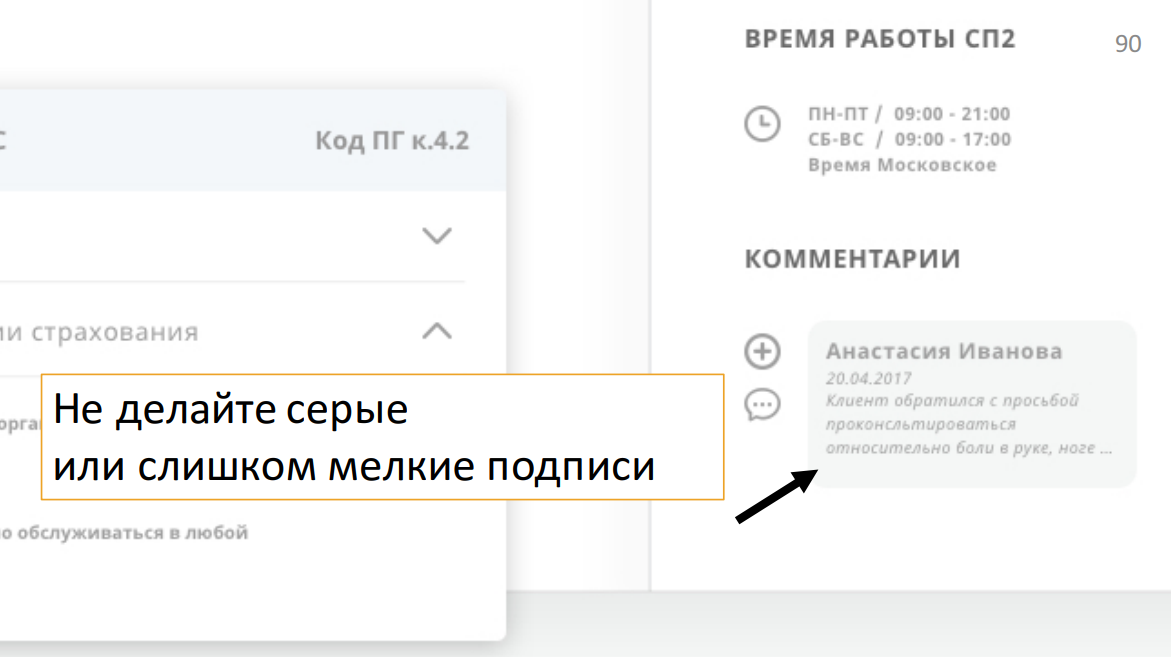 ВРЕМЯ РАБОТЫ СП2
90
Код ПГ к.4.2
ПН-ПТ / 09:00 - 21:00
СБ-ВС / 09:00 - 17:00
Время Московское
КОММЕНТАРИИ
страхования
Анастасия Иванова
20.04.2017
Клиент обратился с просьбой
проконсльтироваться
относительно боли в руке, ноге ...
Не делайте серые
или слишком мелкие подписи
обслуживаться в любой